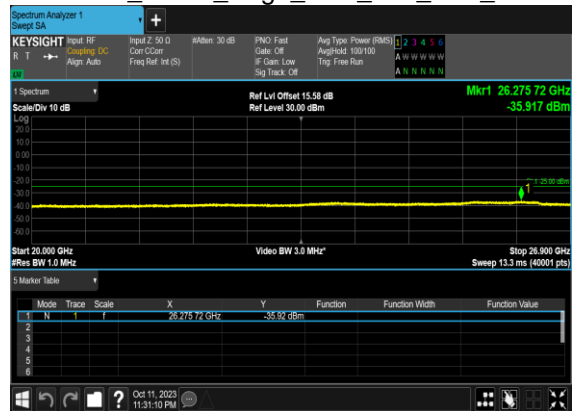 Spectrum Analyzer 1
Swept SA
+
KEYSIGHT Input: RF Input Z: 50 Ω #Atten: 30 dB PNO: Fast Avg Type: Power (RMS) 1 2 3 4 5 6
R T Coupling: DC Corr CCorr Gate: Off Avg|Hold: 100/100 A W W W W W
Align: Auto Freq Ref: Int (S) IF Gain: Low Trig: Free Run
LW Sig Track: Off A N N N N N
1 Spectrum Ref Lvl Offset 15.58 dB Mkr1 26.275 72 GHz
Scale/Div 10 dB Ref Level 30.00 dBm -35.917 dBm
Log
20.0
10.0
0.00
-10.0
-20.0
-25.00 dBm
1
-30.0
-40.0
-50.0
-60.0
Start 20.000 GHz Video BW 3.0 MHz* Stop 26.900 GHz
#Res BW 1.0 MHz Sweep 13.3 ms (40001 pts)
5 Marker Table
Mode Trace Scale X Y Function Function Width Function Value
1 N 1 f 26.275 72 GHz -35.92 dBm
2
3
4
5
6
? Oct 11, 2023
11:31:10 PM